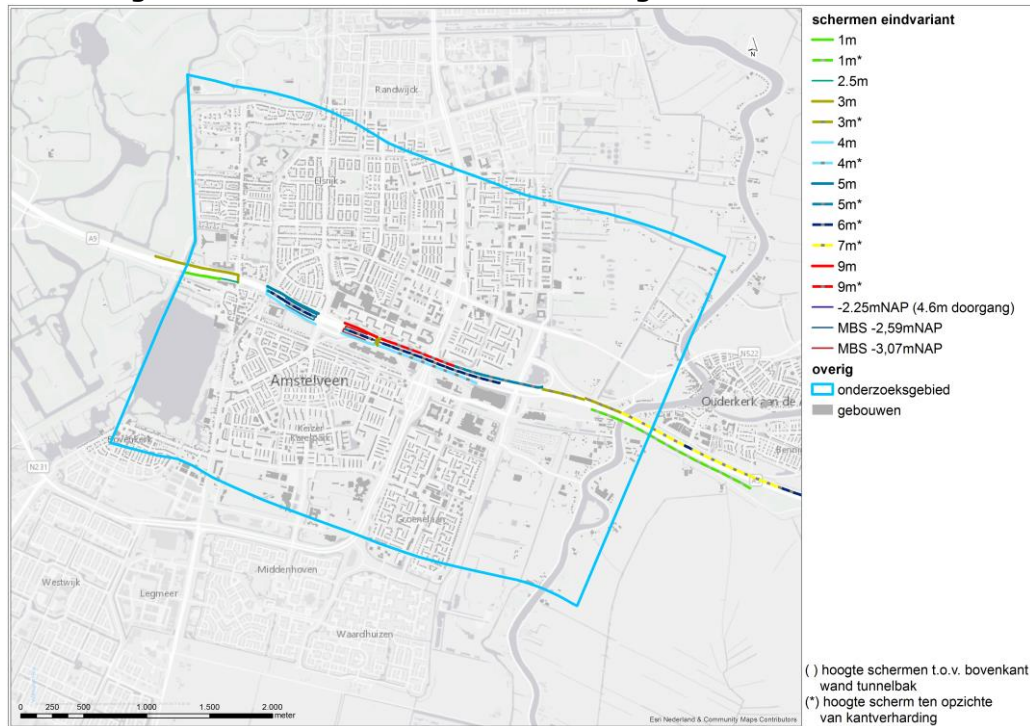 N
Randwijck
Elsrijk
A9
Amstelveen
N522
Ouderkerk aan de
Keizer
Karelpark
Bovenkerk
N231
Groenelaan
Middenhoven
Westwijk
Legmeer
Waardhuizen
0 250 500 1.000 1.500 2.000
meter
Esri Nederland & Community Maps Contributors
schermen eindvariant
1m
1m*
2.5m
3m
3m*
4m
4m*
5m
5m*
6m*
7m*
9m
9m*
-2.25mNAP (4.6m doorgang)
MBS -2,59mNAP
MBS -3,07mNAP
overig
onderzoeksgebied
gebouwen
( ) hoogte schermen t.o.v. bovenkant
wand tunnelbak
(*) hoogte scherm ten opzichte
van kantverharding